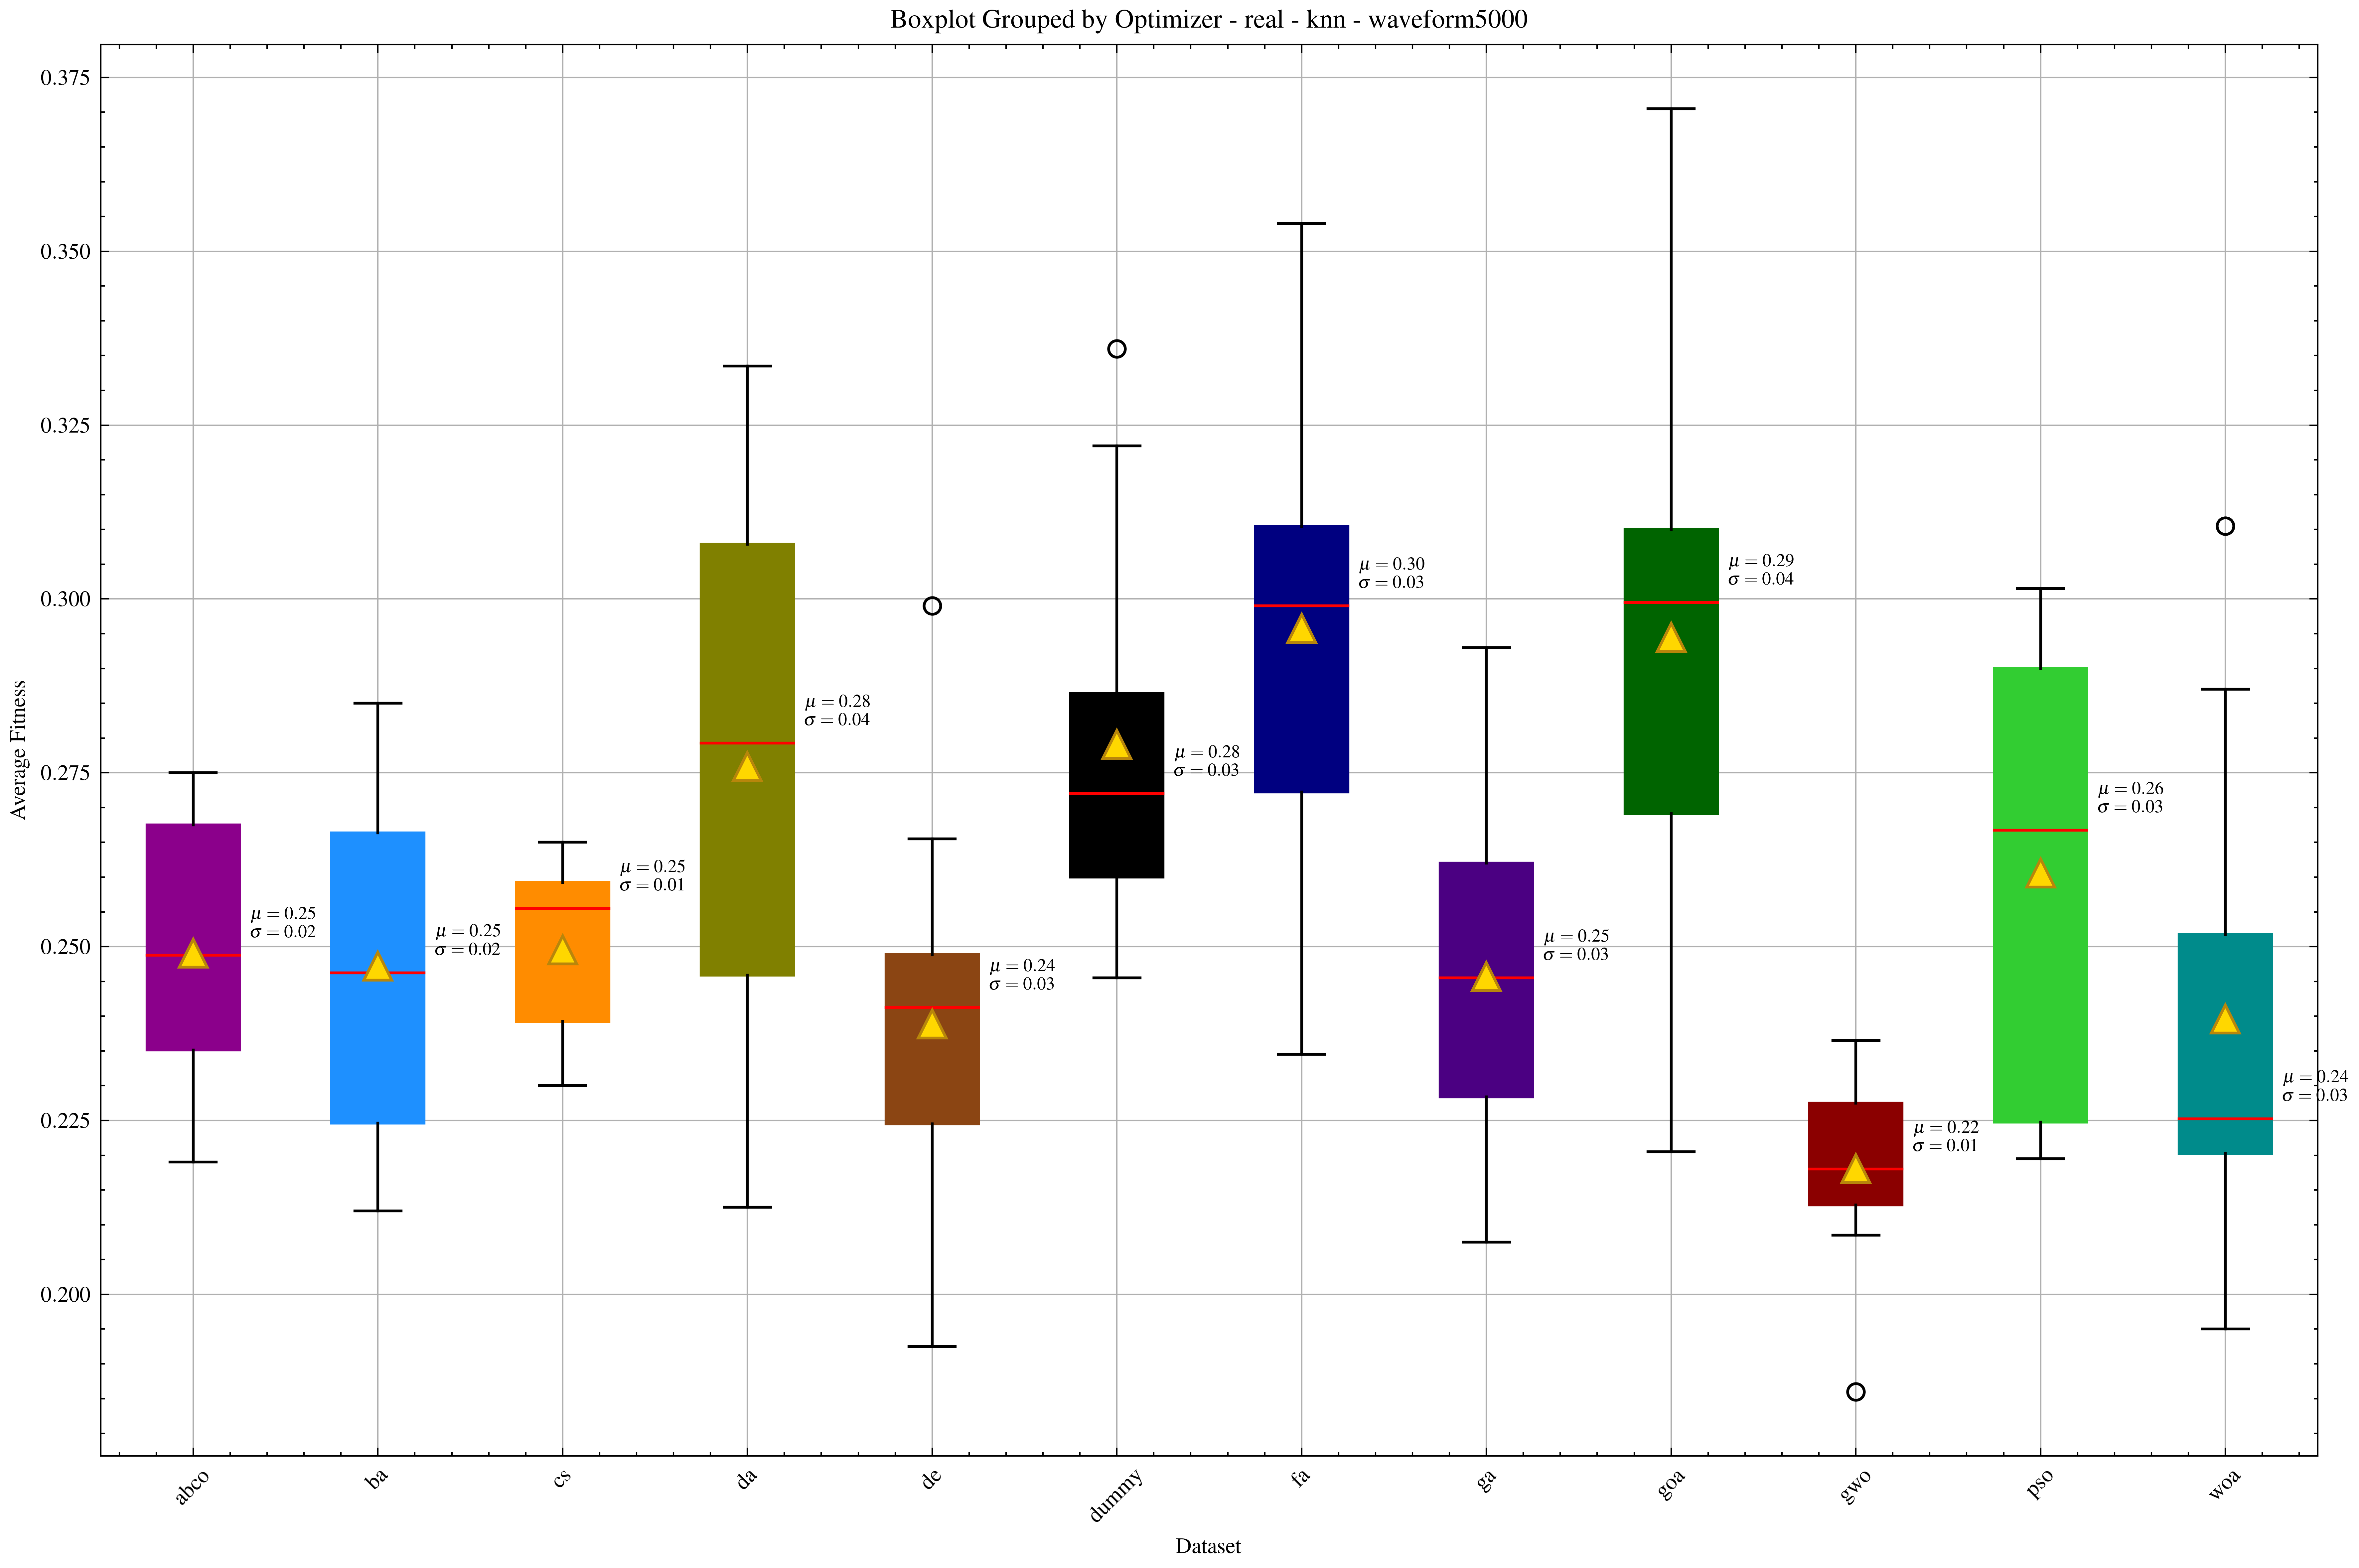 Boxplot Grouped by Optimizer - real - knn - waveform5000
Average Fitness
0.375
0.350
0.325
0.300
0.275
0.250
0.225
0.200
μ = 0.25
σ = 0.02
μ = 0.25
σ = 0.02
μ = 0.25
σ = 0.01
μ = 0.28
σ = 0.04
μ = 0.24
σ = 0.03
μ = 0.28
σ = 0.03
μ = 0.30
σ = 0.03
μ = 0.25
σ = 0.03
μ = 0.29
σ = 0.04
μ = 0.22
σ = 0.01
μ = 0.26
σ = 0.03
μ = 0.24
σ = 0.03
abco
ba
cs
da
de
dummy
fa
ga
goa
gwo
pso
woa
Dataset